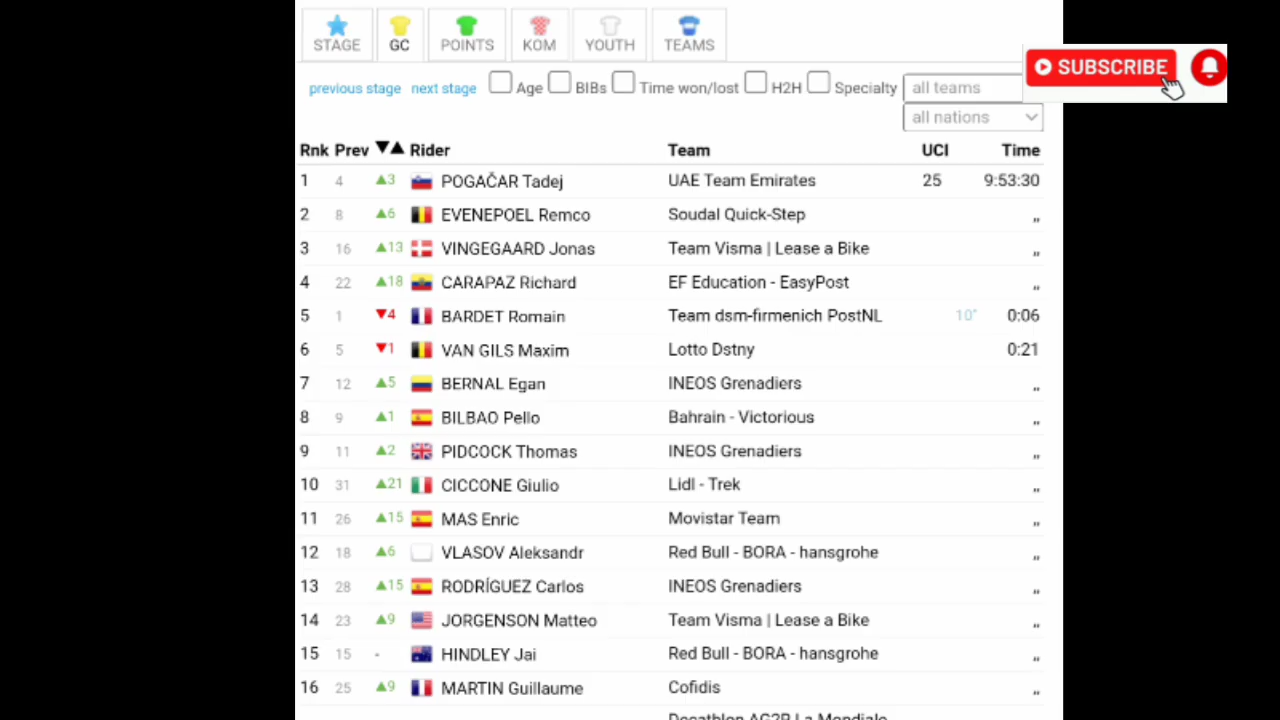 STAGE GC POINTS KOM YOUTH TEAMS
SUBSCRIBE
previous stage next stage Age BIBs Time won/lost H2H Specialty all teams
all nations
Rnk Prev ▼▲ Rider Team UCI Time
1 4 ▲3 POGAČAR Tadej UAE Team Emirates 25 9:53:30
2 8 ▲6 EVENEPOEL Remco Soudal Quick-Step ,,
3 16 ▲13 VINGEGAARD Jonas Team Visma | Lease a Bike ,,
4 22 ▲18 CARAPAZ Richard EF Education - EasyPost ,,
5 1 ▼4 BARDET Romain Team dsm-firmenich PostNL 10" 0:06
6 5 ▼1 VAN GILS Maxim Lotto Dstny 0:21
7 12 ▲5 BERNAL Egan INEOS Grenadiers ,,
8 9 ▲1 BILBAO Pello Bahrain - Victorious ,,
9 11 ▲2 PIDCOCK Thomas INEOS Grenadiers ,,
10 31 ▲21 CICCONE Giulio Lidl - Trek ,,
11 26 ▲15 MAS Enric Movistar Team ,,
12 18 ▲6 VLASOV Aleksandr Red Bull - BORA - hansgrohe ,,
13 28 ▲15 RODRÍGUEZ Carlos INEOS Grenadiers ,,
14 23 ▲9 JORGENSON Matteo Team Visma | Lease a Bike ,,
15 15 - HINDLEY Jai Red Bull - BORA - hansgrohe ,,
16 25 ▲9 MARTIN Guillaume Cofidis ,,
Decathlon AG2R La Mondiale